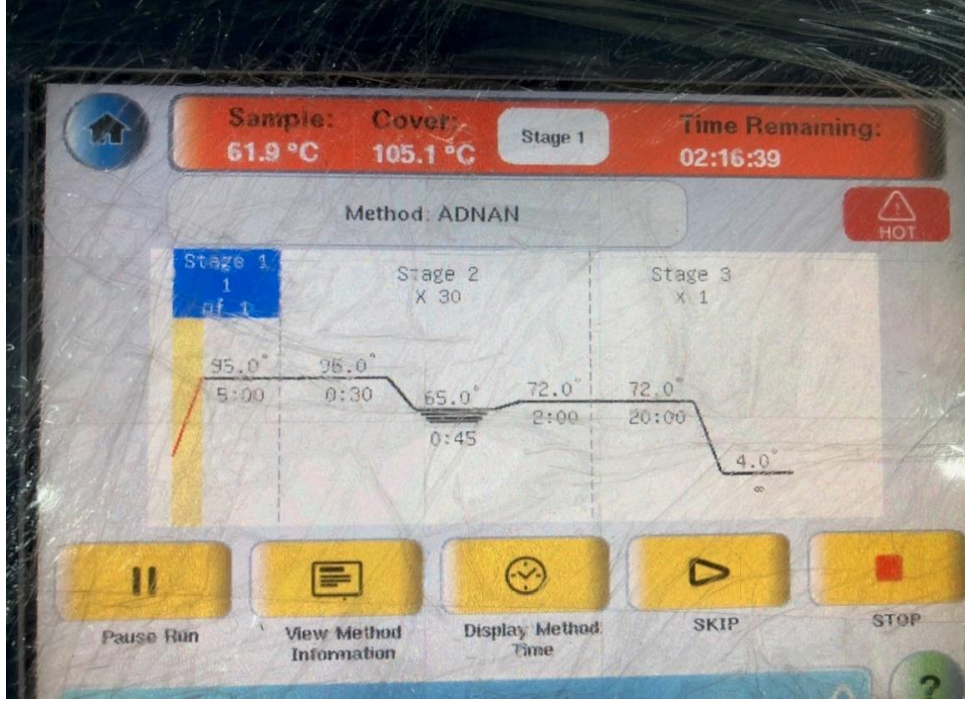 Sample: Cover: Stage 1 Time Remaining:
61.9 °C 105.1 °C 02:16:39
Method: ADNAN
HOT
Stage 1 Stage 2 Stage 3
1 X 30 X 1
of 1
95.0° 95.0° 65.0° 72.0° 72.0°
5:00 0:30 0:45 2:00 20:00
4.0°
∞
Pause Run View Method Information Display Method Time SKIP STOP
?